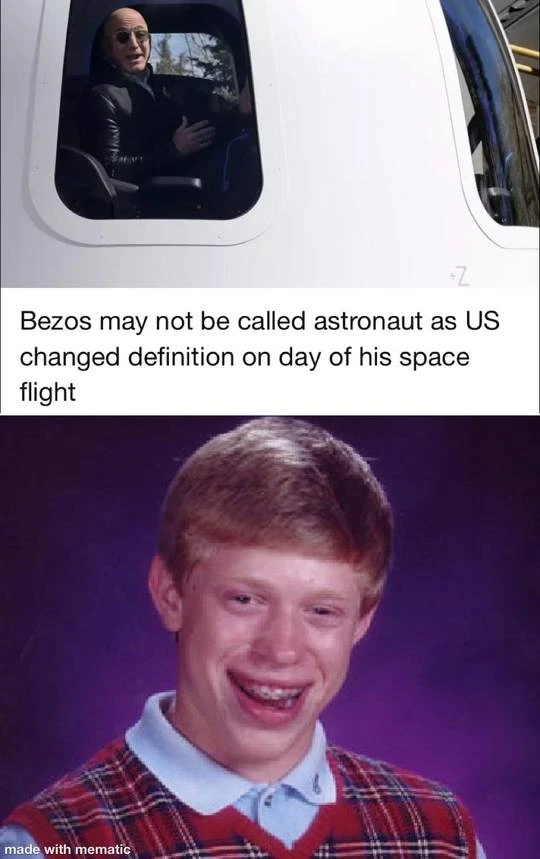 Z
Bezos may not be called astronaut as US
changed definition on day of his space
flight
made with mematic